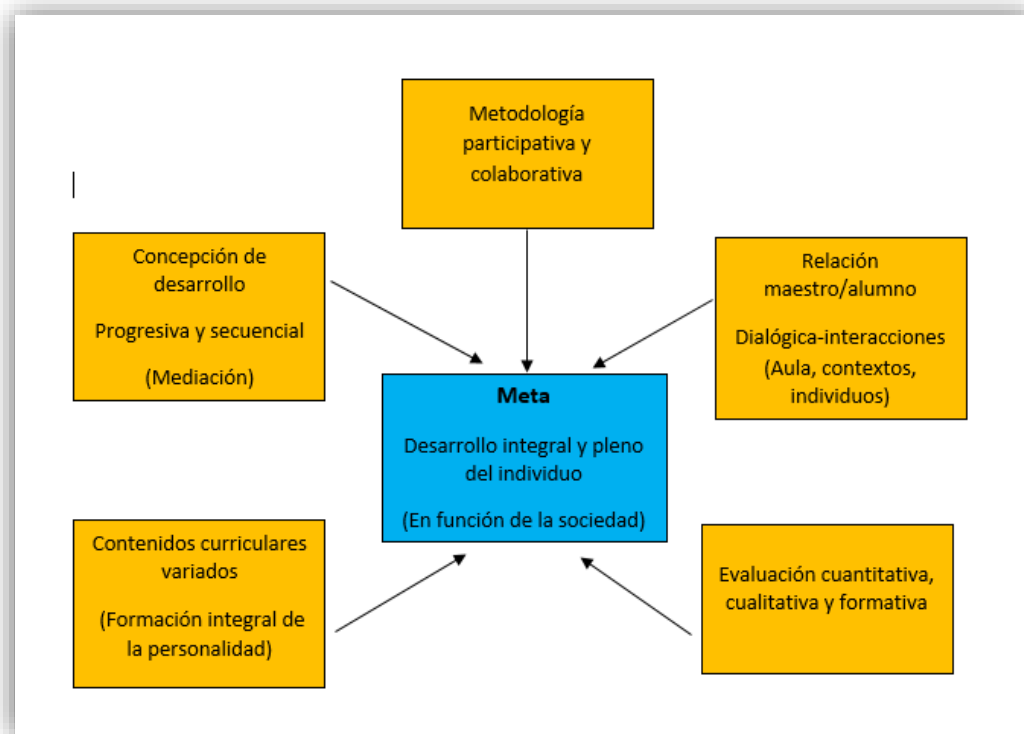 Metodología
participativa y
colaborativa
Concepción de
desarrollo
Progresiva y secuencial
(Mediación)
Relación
maestro/alumno
Dialógica-interacciones
(Aula, contextos,
individuos)
Meta
Desarrollo integral y pleno
del individuo
(En función de la sociedad)
Contenidos curriculares
variados
(Formación integral de
la personalidad)
Evaluación cuantitativa,
cualitativa y formativa